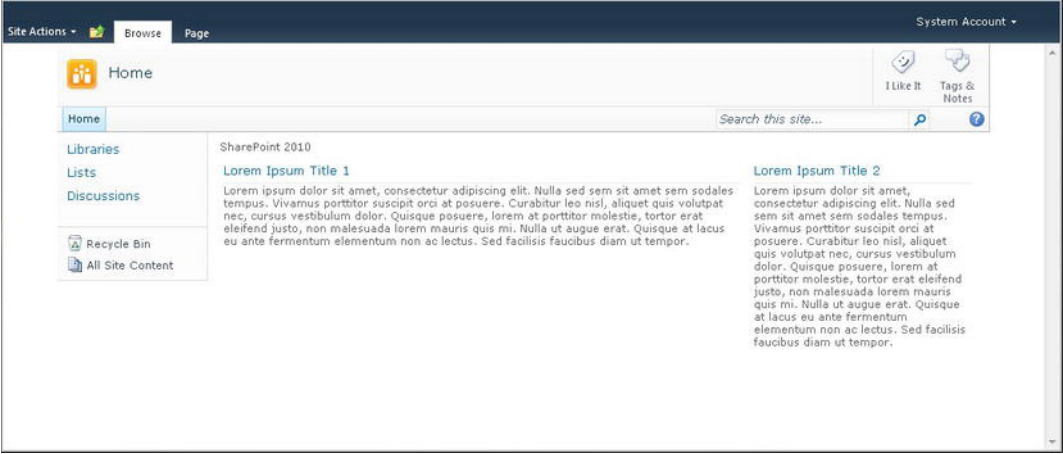 System Account
Site Actions
Browse
Page
Home
I Like It
Tags &
Notes
Home
Search this site...
Libraries
Lists
Discussions
Recycle Bin
All Site Content
SharePoint 2010
Lorem Ipsum Title 1
Lorem ipsum dolor sit amet, consectetur adipiscing elit. Nulla sed sem sit amet sem sodales
tempus. Vivamus porttitor suscipit orci at posuere. Curabitur leo nisl, aliquet quis volutpat
nec, cursus vestibulum dolor. Quisque posuere, lorem at porttitor molestie, tortor erat
eleifend justo, non malesuada lorem mauris quis mi. Nulla ut augue erat. Quisque at lacus
eu ante fermentum elementum non ac lectus. Sed facilisis faucibus diam ut tempor.
Lorem Ipsum Title 2
Lorem ipsum dolor sit amet,
consectetur adipiscing elit. Nulla sed
sem sit amet sem sodales tempus.
Vivamus porttitor suscipit orci at
posuere. Curabitur leo nisl, aliquet
quis volutpat nec, cursus vestibulum
dolor. Quisque posuere, lorem at
porttitor molestie, tortor erat eleifend
justo, non malesuada lorem mauris
quis mi. Nulla ut augue erat. Quisque
at lacus eu ante fermentum
elementum non ac lectus. Sed facilisis
faucibus diam ut tempor.